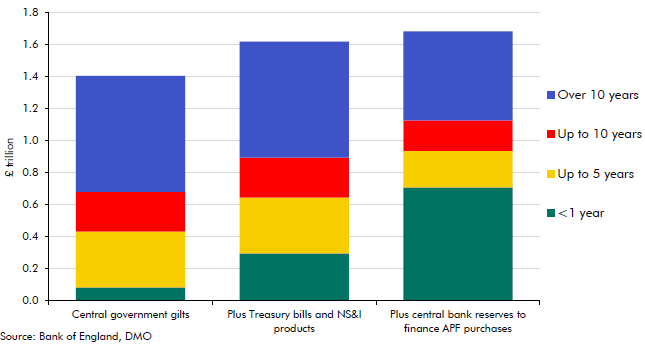 1.8
1.6
1.4
1.2
1.0
0.8
0.6
0.4
0.2
0.0
£ trillion
Over 10 years
Up to 10 years
Up to 5 years
<1 year
Central government gilts
Plus Treasury bills and NS&I
products
Plus central bank reserves to
finance APF purchases
Source: Bank of England, DMO